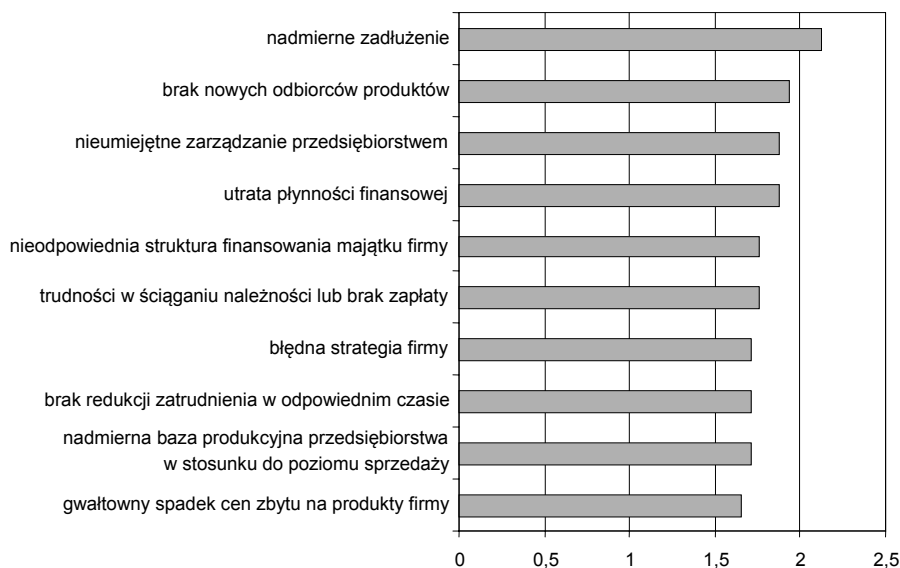 nadmierne zadłużenie
brak nowych odbiorców produktów
nieumiejętne zarządzanie przedsiębiorstwem
utrata płynności finansowej
nieodpowiednia struktura finansowania majątku firmy
trudności w ściąganiu należności lub brak zapłaty
błędna strategia firmy
brak redukcji zatrudnienia w odpowiednim czasie
nadmierna baza produkcyjna przedsiębiorstwa
w stosunku do poziomu sprzedaży
gwałtowny spadek cen zbytu na produkty firmy
0 0,5 1 1,5 2 2,5